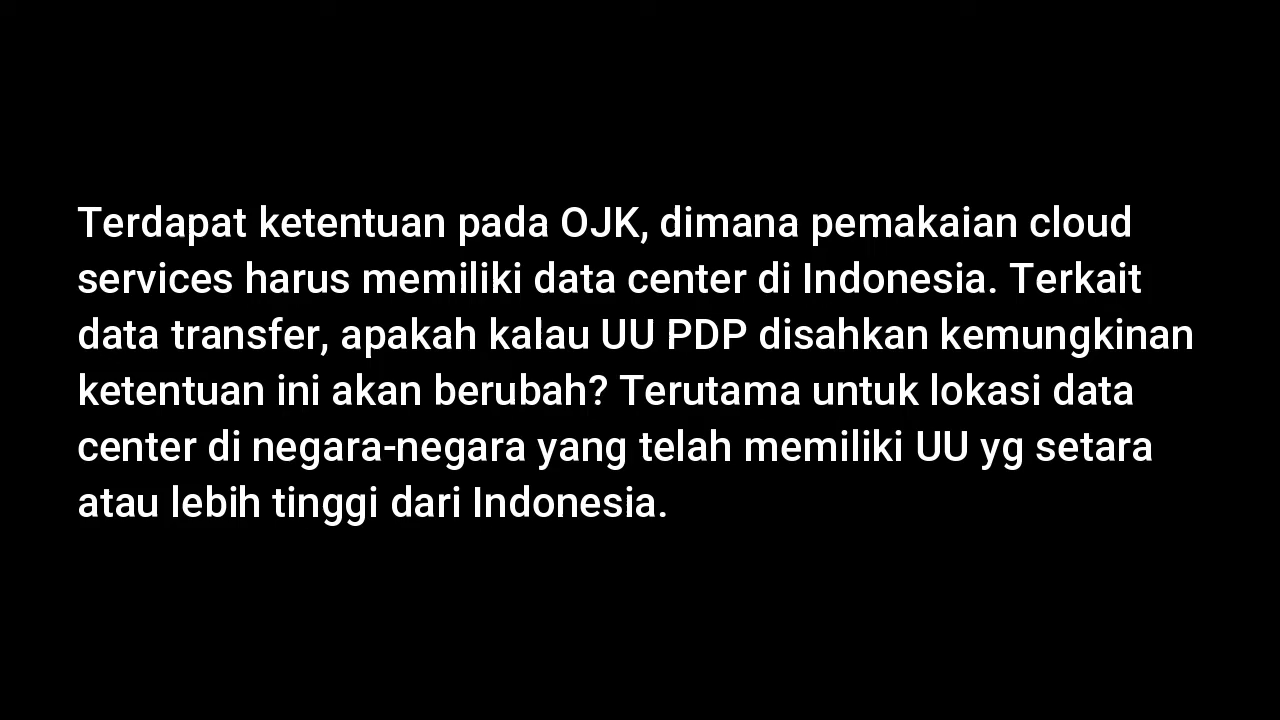 Terdapat ketentuan pada OJK, dimana pemakaian cloud
services harus memiliki data center di Indonesia. Terkait
data transfer, apakah kalau UU PDP disahkan kemungkinan
ketentuan ini akan berubah? Terutama untuk lokasi data
center di negara-negara yang telah memiliki UU yg setara
atau lebih tinggi dari Indonesia.